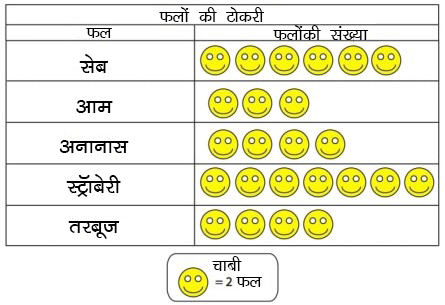 फलों की टोकरी
फल फलोंकी संख्या
सेब
आम
अनानास
स्ट्रॉबेरी
तरबूज
चाबी
= 2 फल